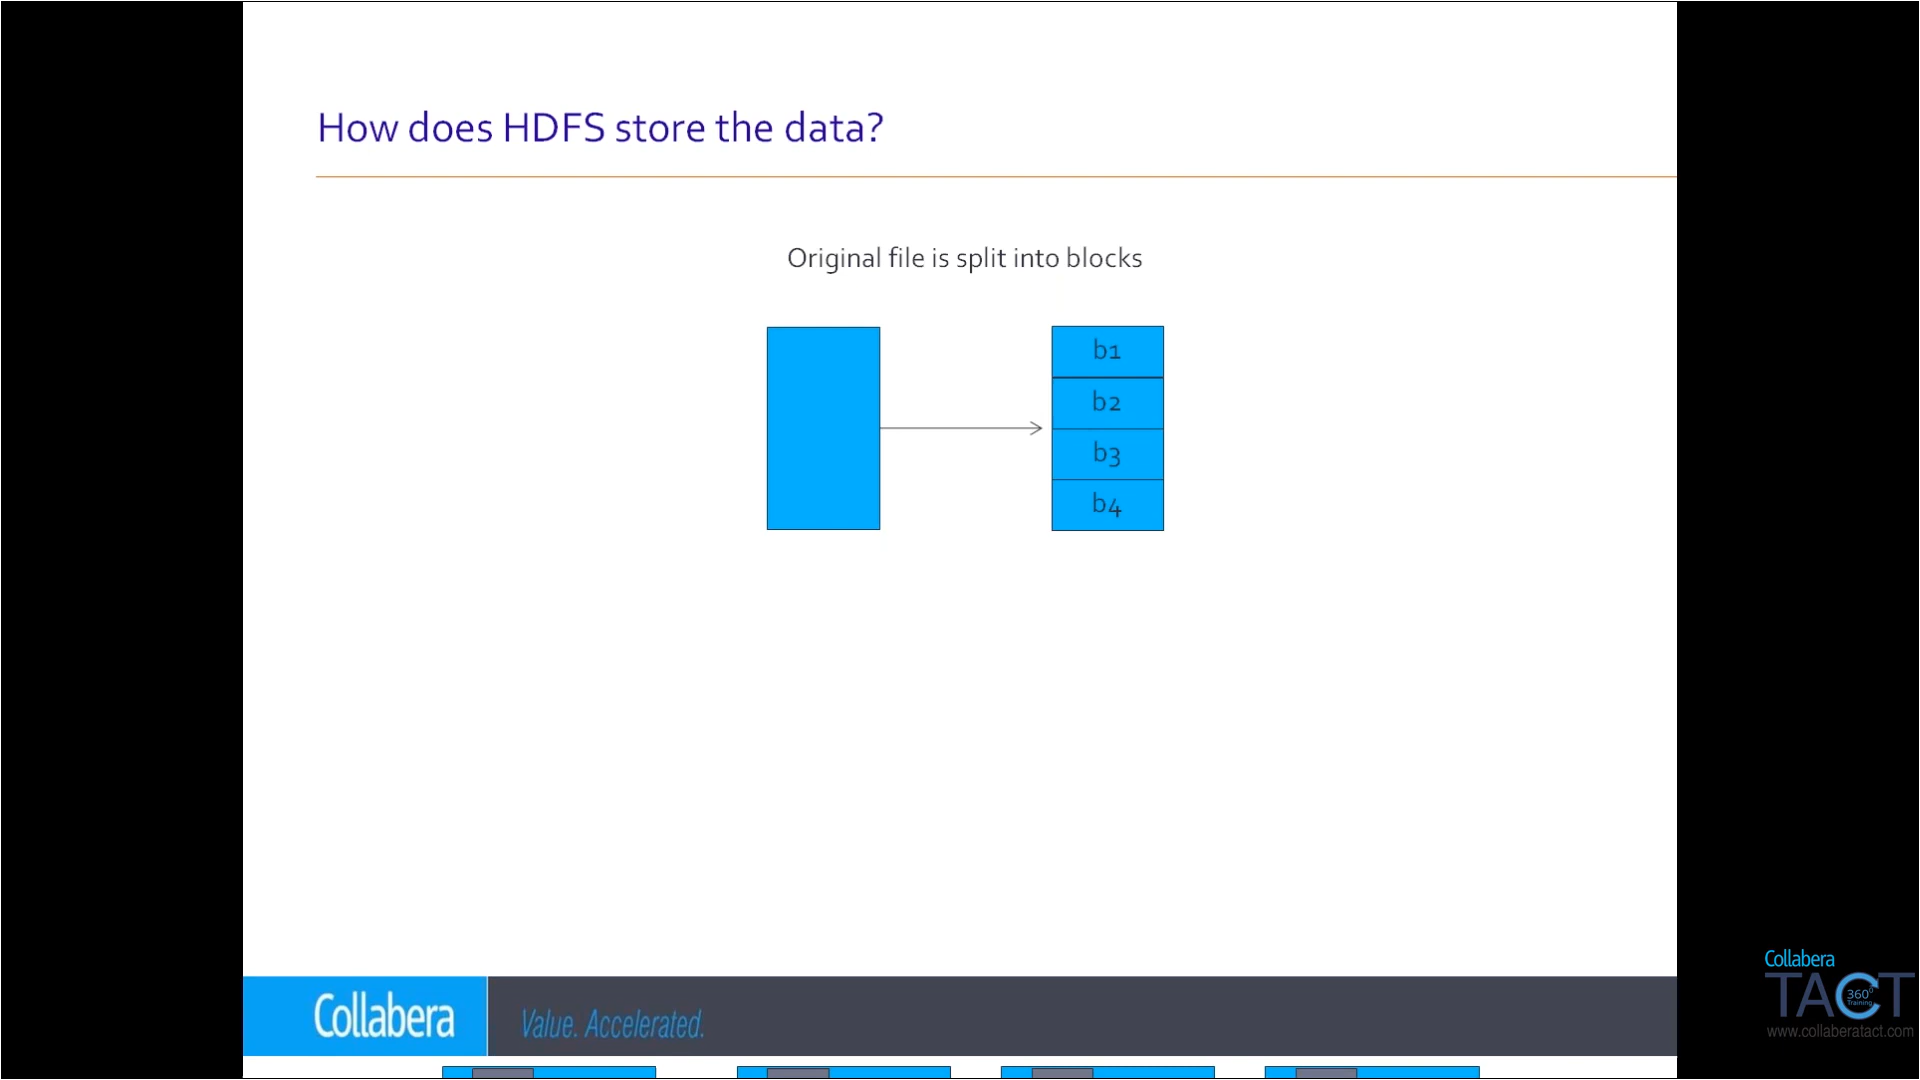 How does HDFS store the data?
Original file is split into blocks
b1
b2
b3
b4
Collabera
Value. Accelerated.
Collabera
TACT
360°
Training
www.collaberatact.com